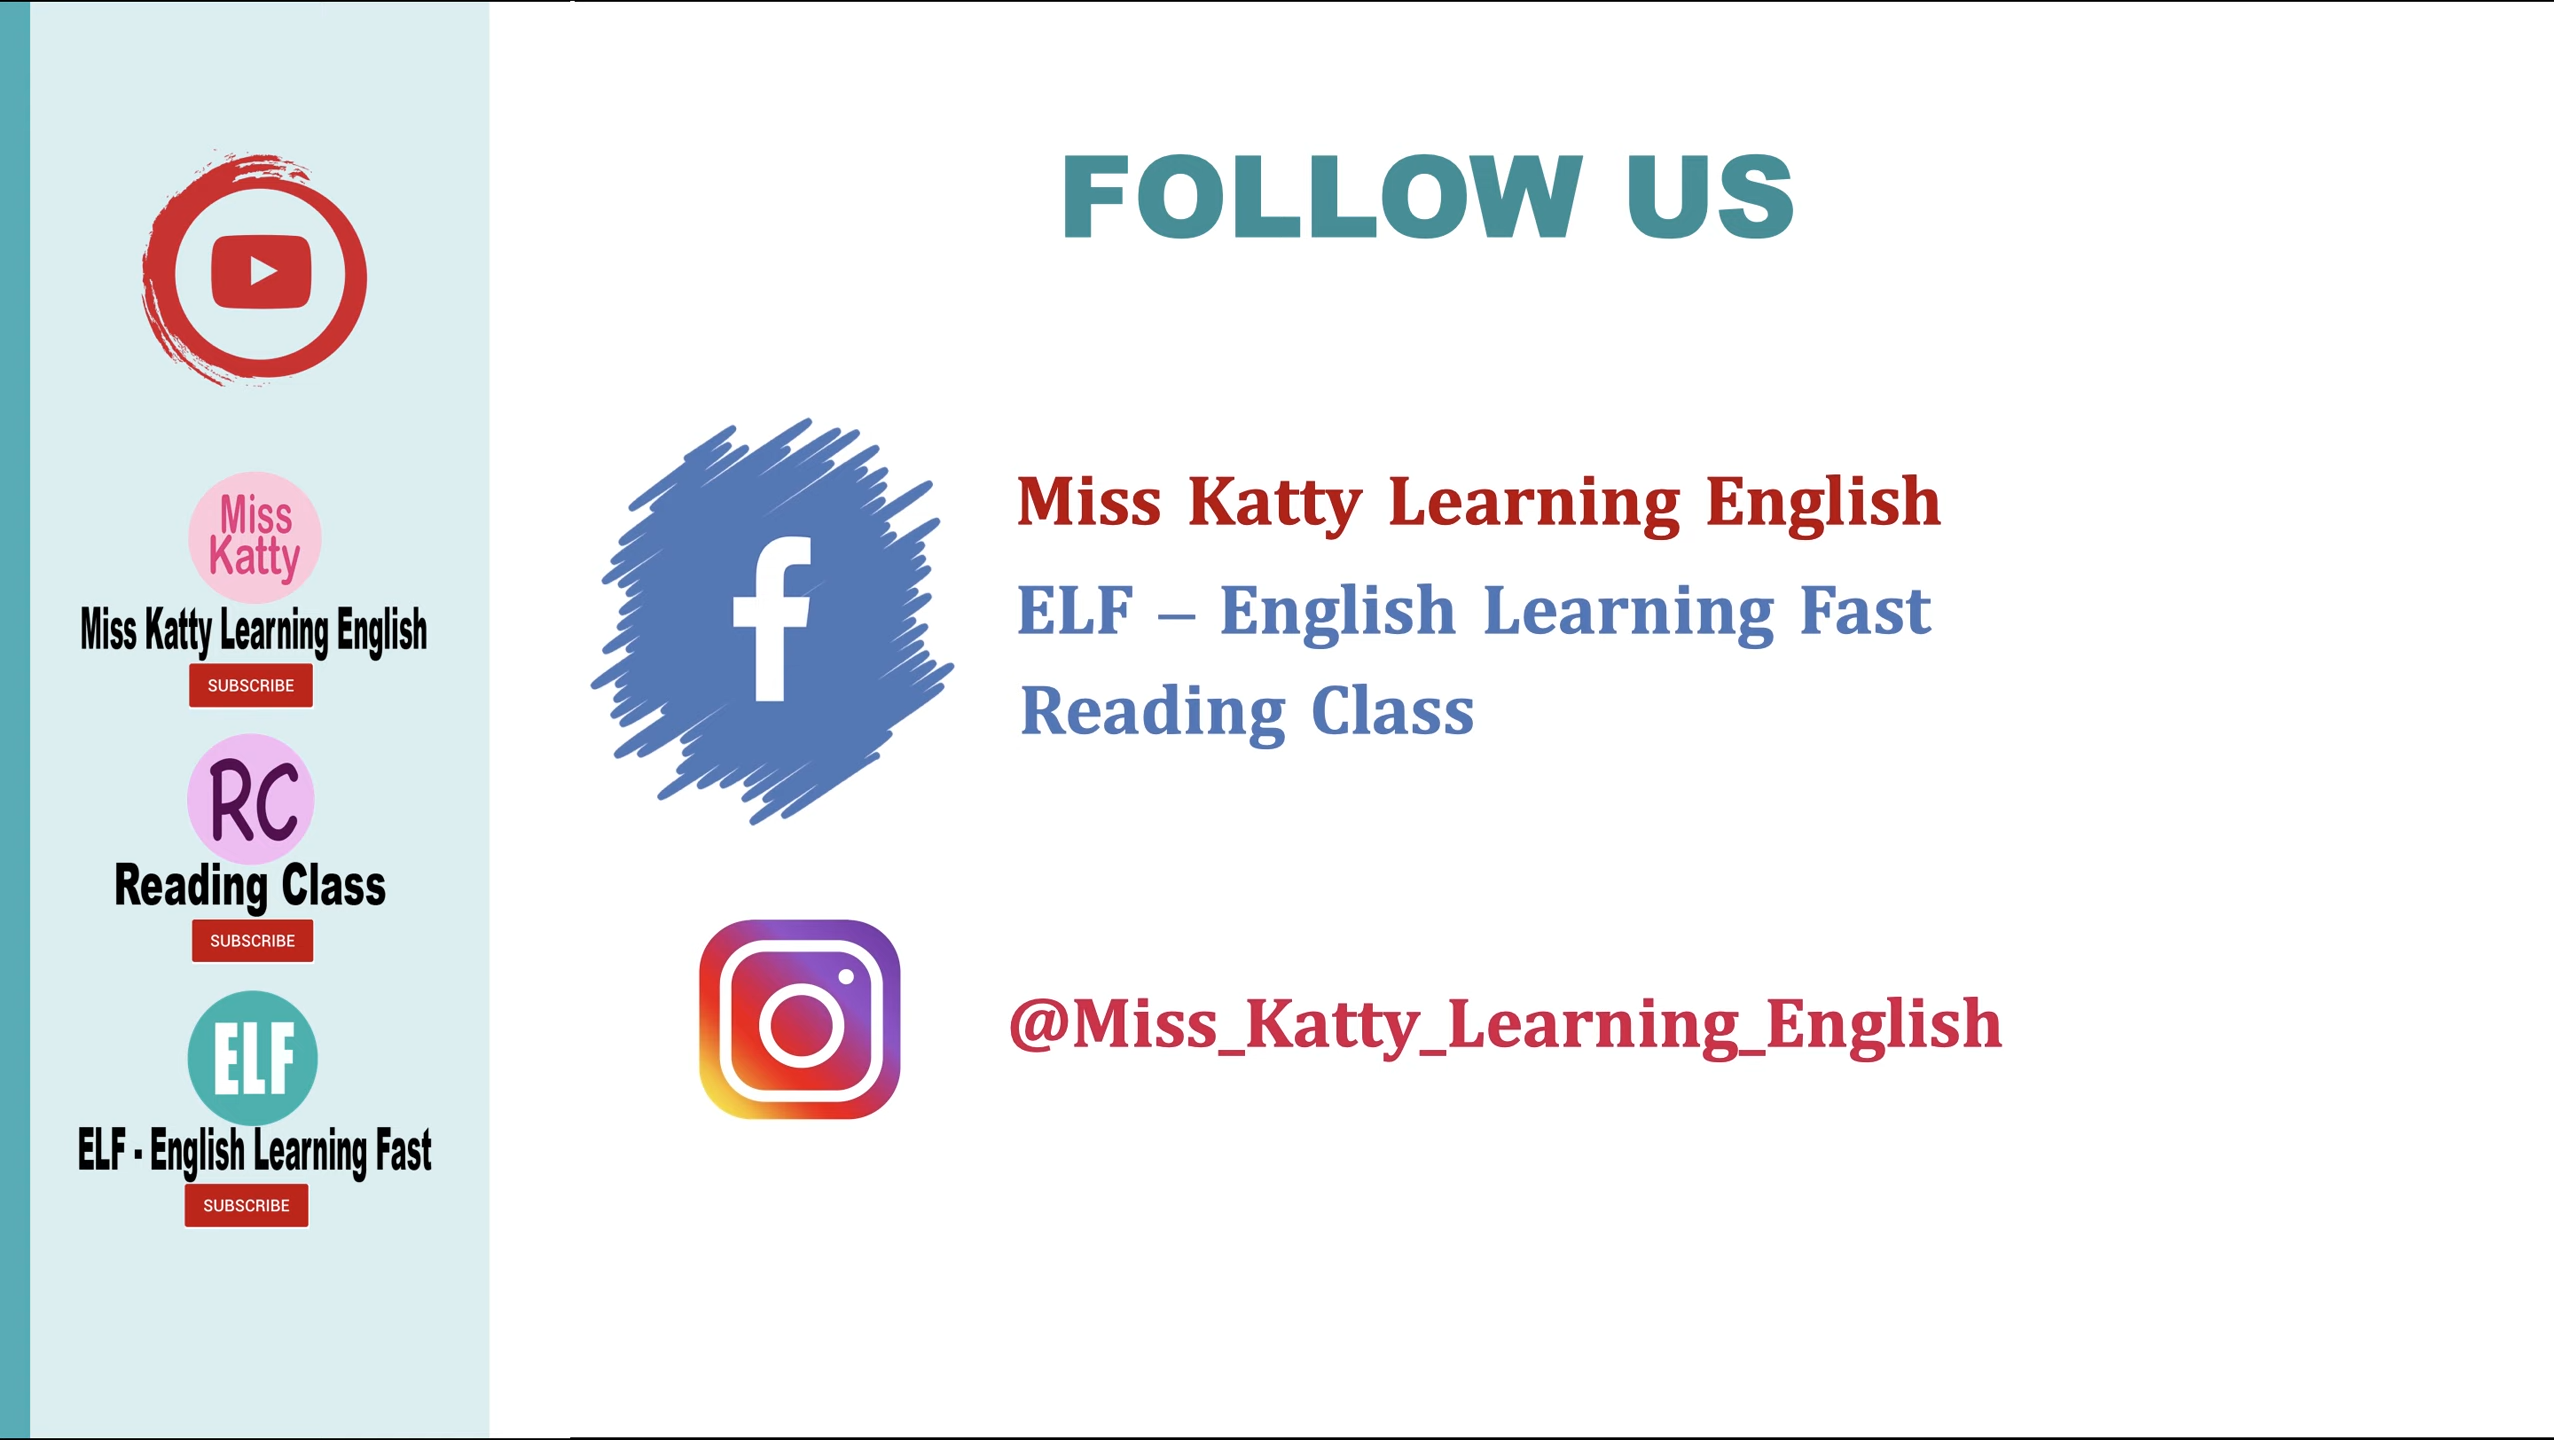 Miss
Katty
Miss Katty Learning English
SUBSCRIBE
RC
Reading Class
SUBSCRIBE
ELF
ELF - English Learning Fast
SUBSCRIBE
FOLLOW US
f
Miss Katty Learning English
ELF – English Learning Fast
Reading Class
@Miss_Katty_Learning_English